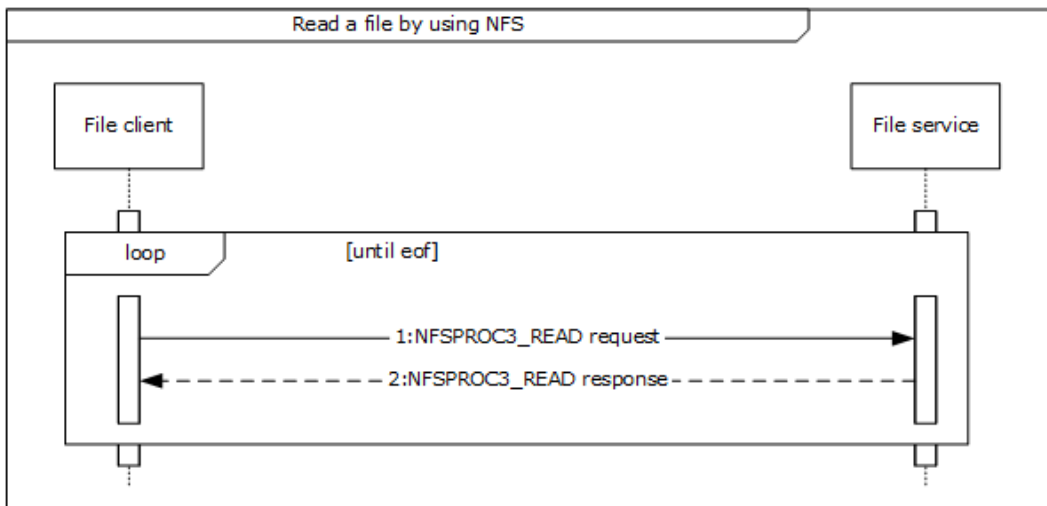 Read a file by using NFS
File client
File service
loop
[until eof]
1:NFSPROC3_READ request
2:NFSPROC3_READ response